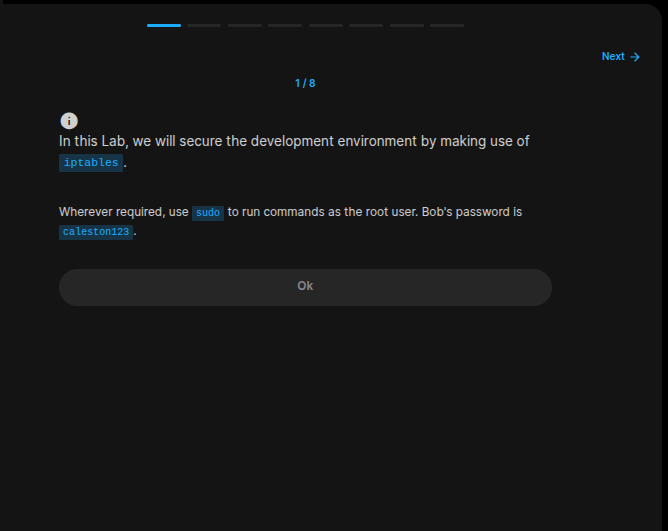 Next →
1 / 8
In this Lab, we will secure the development environment by making use of
iptables.
Wherever required, use sudo to run commands as the root user. Bob's password is
caleston123.
Ok